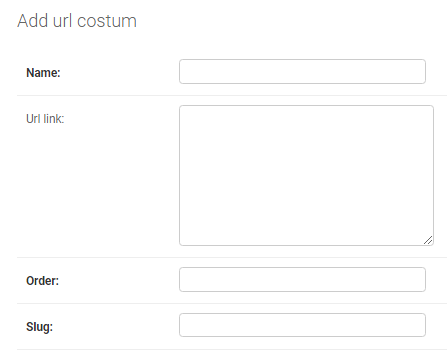 Add url costum
Name:
Url link:
Order:
Slug: